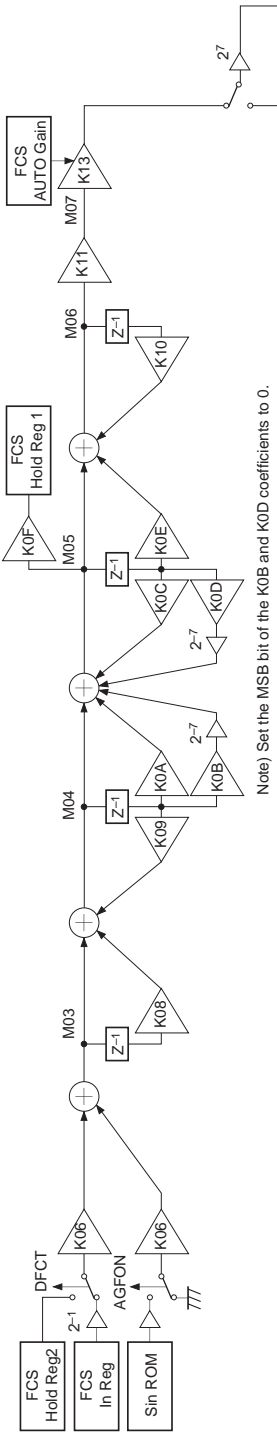 FCS
Hold Reg2
FCS
In Reg
Sin ROM
2–1
DFCT
AGFON
K06
K06
M03
Z–1
K08
M04
Z–1
K09
K0A
K0B
2–7
M05
K0F
FCS
Hold Reg 1
Z–1
K0C
K0E
K0D
2–7
M06
Z–1
K10
K11
M07
K13
FCS
AUTO Gain
27
Note) Set the MSB bit of the K0B and K0D coefficients to 0.